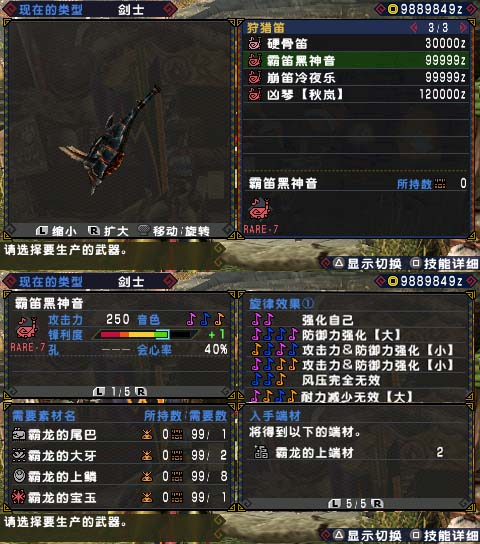 现在的类型 剑士 9889849z
狩猎笛 3/3
硬骨笛 30000z
霸笛黑神音 99999z
崩笛冷夜乐 99999z
凶琴【秋岚】 120000z
霸笛黑神音 所持数 0
RARE-7
L 缩小 R 扩大 移动/旋转
请选择要生产的武器。
△显示切换 □技能详细
现在的类型 剑士 9889849z
霸笛黑神音
攻击力 250 音色
锋利度 +1
RARE-7 孔 --- 会心率 40%
L 1/5 R
旋律效果①
强化自己
防御力强化【大】
攻击力&防御力强化【小】
攻击力&防御力强化【小】
风压完全无效
耐力减少无效【大】
需要素材名 所持数/需要数
霸龙的尾巴 0 99/ 1
霸龙的大牙 0 99/ 2
霸龙的上鳞 0 99/ 8
霸龙的宝玉 0 99/ 1
入手端材
将得到以下的端材。
霸龙的上端材 2
L 5/5 R
请选择要生产的武器。
△显示切换 □技能详细